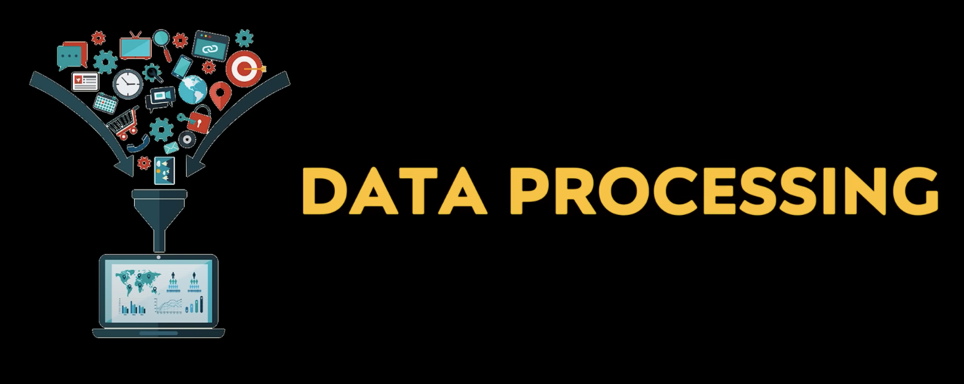 DATA PROCESSING